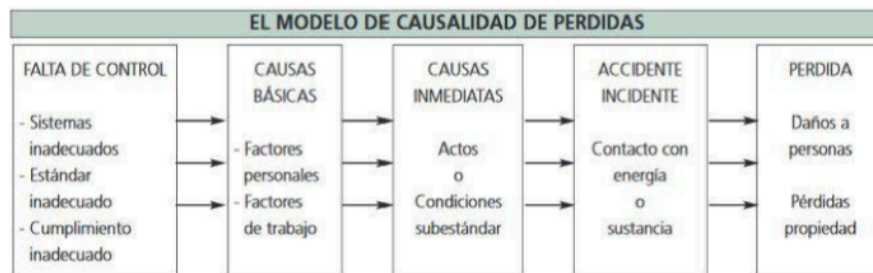 EL MODELO DE CAUSALIDAD DE PERDIDAS
FALTA DE CONTROL
- Sistemas
inadecuados
- Estándar
inadecuado
- Cumplimiento
inadecuado
CAUSAS
BÁSICAS
- Factores
personales
- Factores
de trabajo
CAUSAS
INMEDIATAS
Actos
o
Condiciones
subestándar
ACCIDENTE
INCIDENTE
Contacto con
energía
o
sustancia
PERDIDA
Daños a
personas
Pérdidas
propiedad